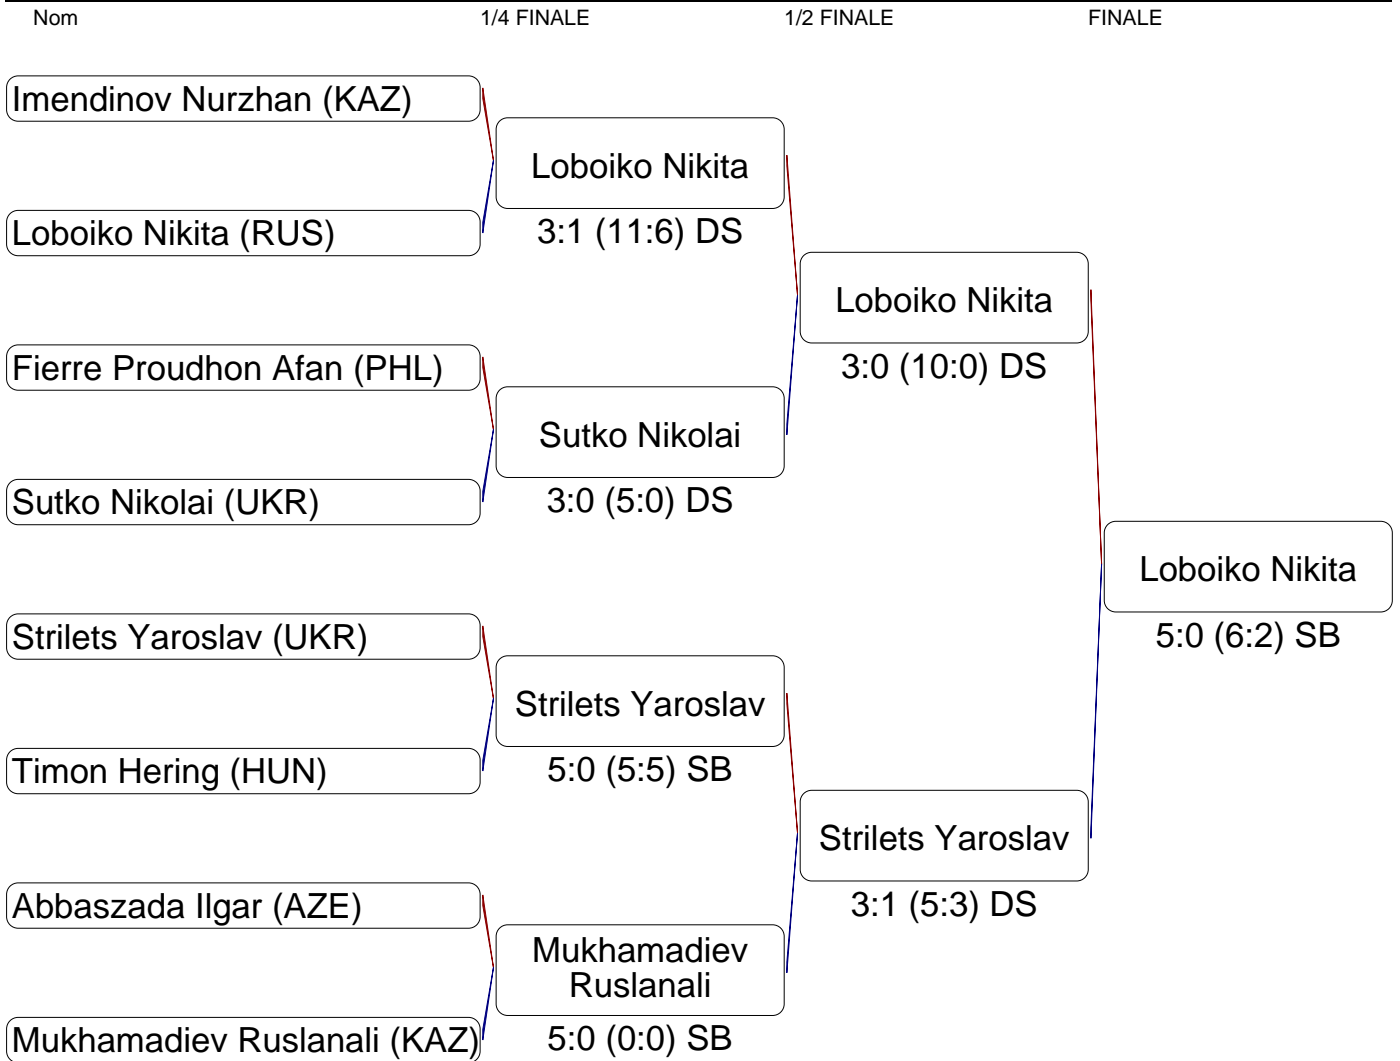 Nom 1/4 FINALE 1/2 FINALE FINALE
Imendinov Nurzhan (KAZ)
Loboiko Nikita
Loboiko Nikita (RUS)
3:1 (11:6) DS
Loboiko Nikita
Fierre Proudhon Afan (PHL)
3:0 (10:0) DS
Sutko Nikolai
Sutko Nikolai (UKR)
3:0 (5:0) DS
Loboiko Nikita
Strilets Yaroslav (UKR)
5:0 (6:2) SB
Strilets Yaroslav
Timon Hering (HUN)
5:0 (5:5) SB
Strilets Yaroslav
Abbaszada Ilgar (AZE)
3:1 (5:3) DS
Mukhamadiev
Ruslanali
Mukhamadiev Ruslanali (KAZ)
5:0 (0:0) SB